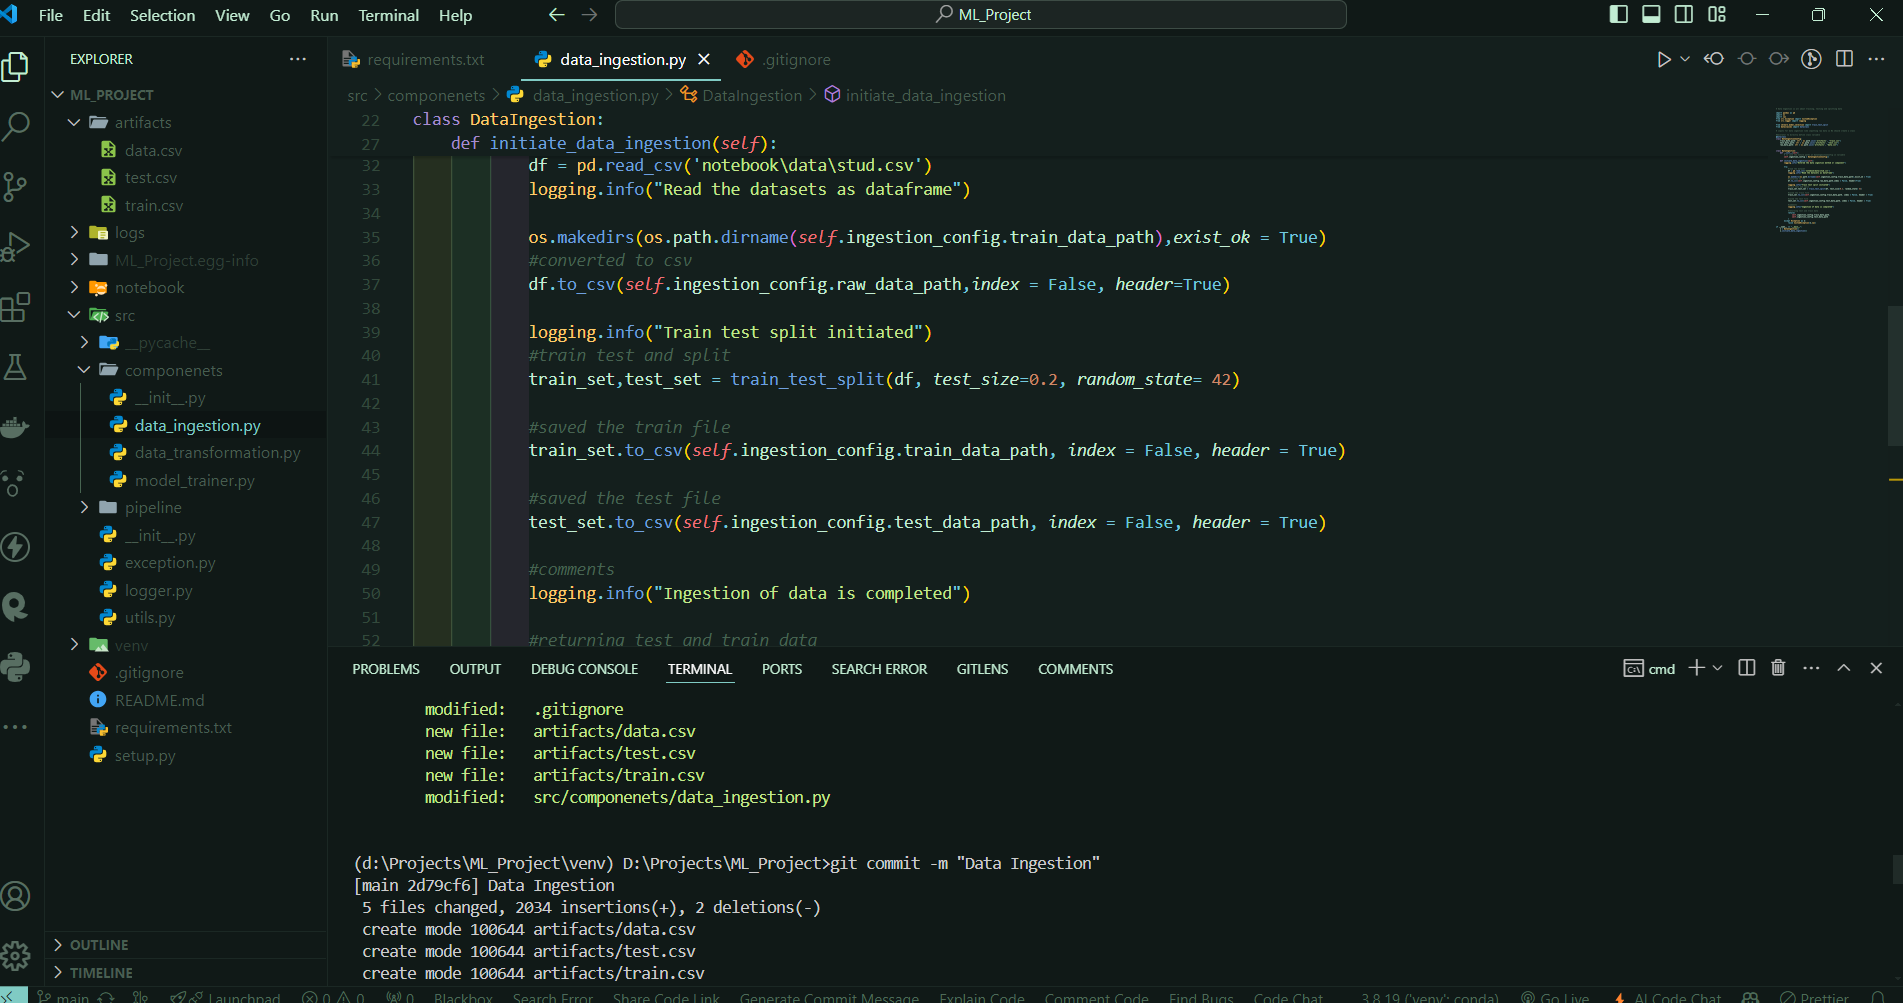 File Edit Selection View Go Run Terminal Help
ML_Project
EXPLORER
ML_PROJECT
artifacts
data.csv
test.csv
train.csv
logs
ML_Project.egg-info
notebook
src
__pycache__
componenets
__init__.py
data_ingestion.py
data_transformation.py
model_trainer.py
pipeline
__init__.py
exception.py
logger.py
utils.py
venv
.gitignore
README.md
requirements.txt
setup.py
OUTLINE
TIMELINE
requirements.txt data_ingestion.py .gitignore
src > componenets > data_ingestion.py > DataIngestion > initiate_data_ingestion
22 class DataIngestion:
27 def initiate_data_ingestion(self):
32 df = pd.read_csv('notebook\data\stud.csv')
33 logging.info("Read the datasets as dataframe")
34
35 os.makedirs(os.path.dirname(self.ingestion_config.train_data_path),exist_ok = True)
36 #converted to csv
37 df.to_csv(self.ingestion_config.raw_data_path,index = False, header=True)
38
39 logging.info("Train test split initiated")
40 #train test and split
41 train_set,test_set = train_test_split(df, test_size=0.2, random_state= 42)
42
43 #saved the train file
44 train_set.to_csv(self.ingestion_config.train_data_path, index = False, header = True)
45
46 #saved the test file
47 test_set.to_csv(self.ingestion_config.test_data_path, index = False, header = True)
48
49 #comments
50 logging.info("Ingestion of data is completed")
51
52 #returning test and train data
PROBLEMS OUTPUT DEBUG CONSOLE TERMINAL PORTS SEARCH ERROR GITLENS COMMENTS
cmd
modified: .gitignore
new file: artifacts/data.csv
new file: artifacts/test.csv
new file: artifacts/train.csv
modified: src/componenets/data_ingestion.py
(d:\Projects\ML_Project\venv) D:\Projects\ML_Project>git commit -m "Data Ingestion"
[main 2d79cf6] Data Ingestion
5 files changed, 2034 insertions(+), 2 deletions(-)
create mode 100644 artifacts/data.csv
create mode 100644 artifacts/test.csv
create mode 100644 artifacts/train.csv
main Launchpad 0 0 0 Blackbox Search Error Share Code Link Generate Commit Message Explain Code Comment Code Find Bugs Code Chat 3.8.19 ('venv': conda) Go Live AI Code Chat Prettier